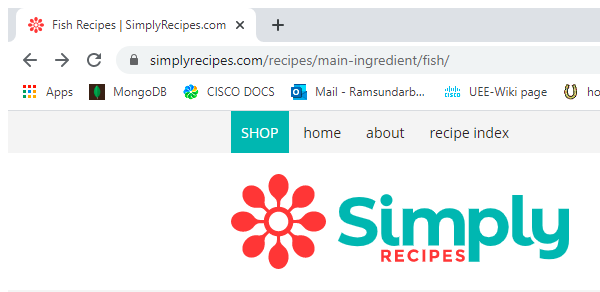 Fish Recipes | SimplyRecipes.com
simplyrecipes.com/recipes/main-ingredient/fish/
Apps MongoDB CISCO DOCS Mail - Ramsundarb... cisco UEE-Wiki page ho
SHOP home about recipe index
Simply
RECIPES